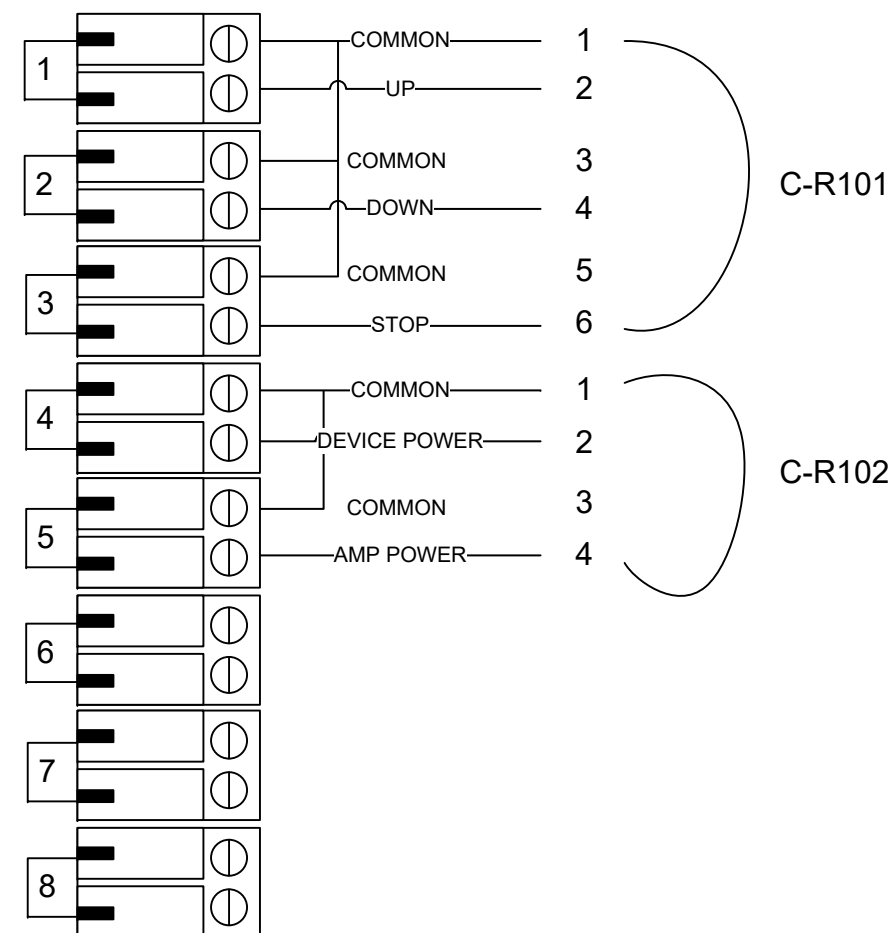 1 COMMON 1
UP 2
2 COMMON 3
DOWN 4
C-R101
3 COMMON 5
STOP 6
4 COMMON 1
DEVICE POWER 2
C-R102
5 COMMON 3
AMP POWER 4
6
7
8